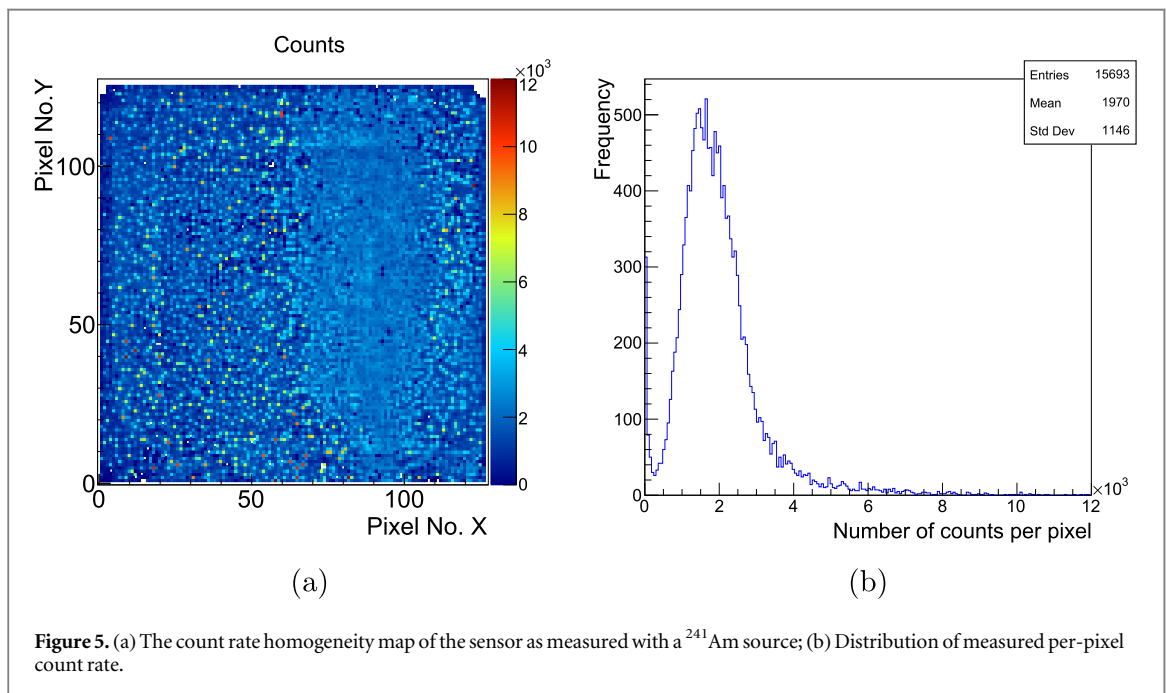 Counts
Pixel No.Y
100
50
0
0
50
100
Pixel No. X
×10³
12
10
8
6
4
2
0
(a)
Frequency
500
400
300
200
100
0
0
2
4
6
8
10
12
×10³
Number of counts per pixel
Entries 15693
Mean 1970
Std Dev 1146
(b)
Figure 5. (a) The count rate homogeneity map of the sensor as measured with a ²⁴¹Am source; (b) Distribution of measured per-pixel
count rate.